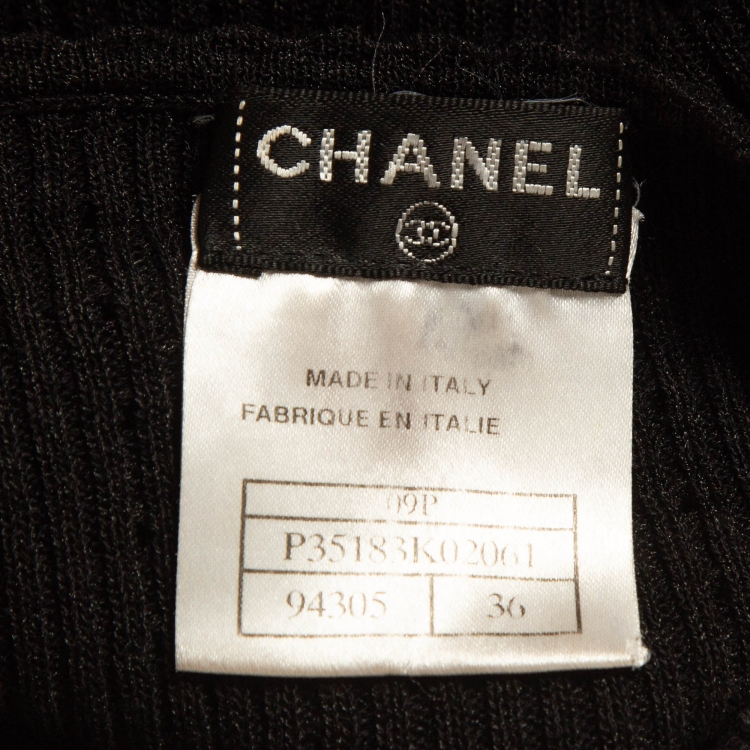 CHANEL
MADE IN ITALY
FABRIQUE EN ITALIE
09P
P35183K02061
94305 36